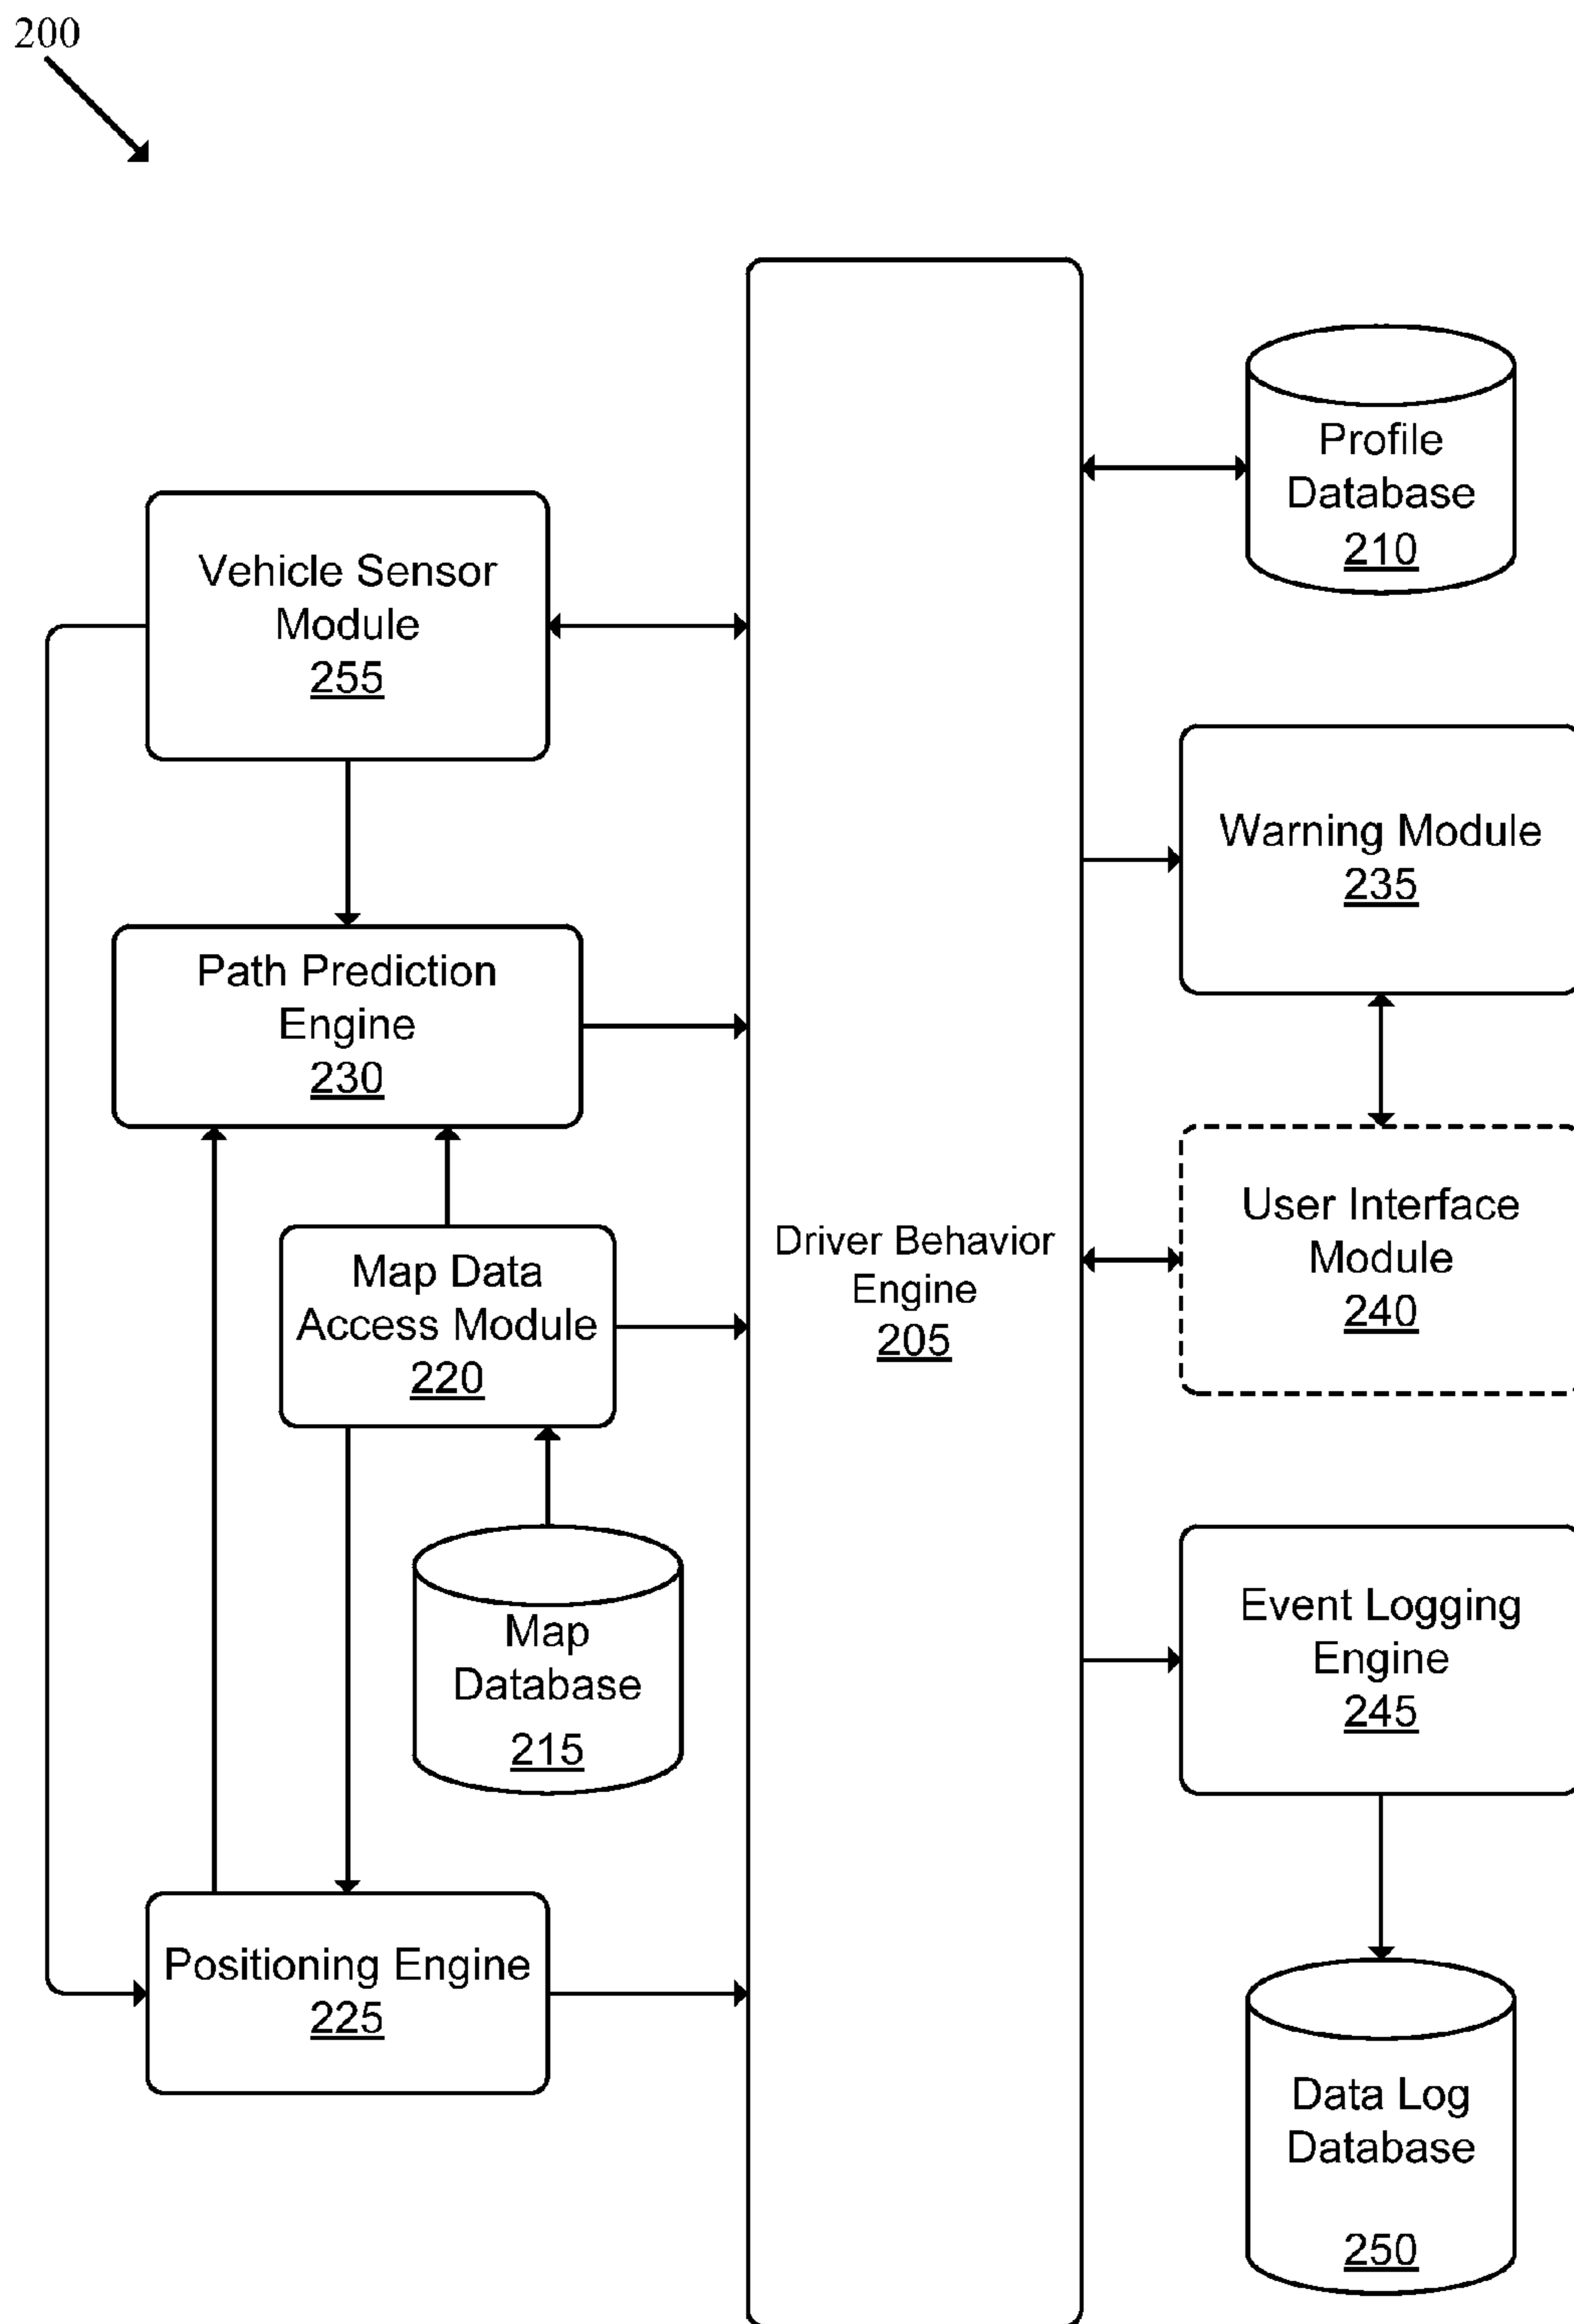 200
Vehicle Sensor
Module
255
Path Prediction
Engine
230
Map Data
Access Module
220
Map
Database
215
Positioning Engine
225
Driver Behavior
Engine
205
Profile
Database
210
Warning Module
235
User Interface
Module
240
Event Logging
Engine
245
Data Log
Database
250